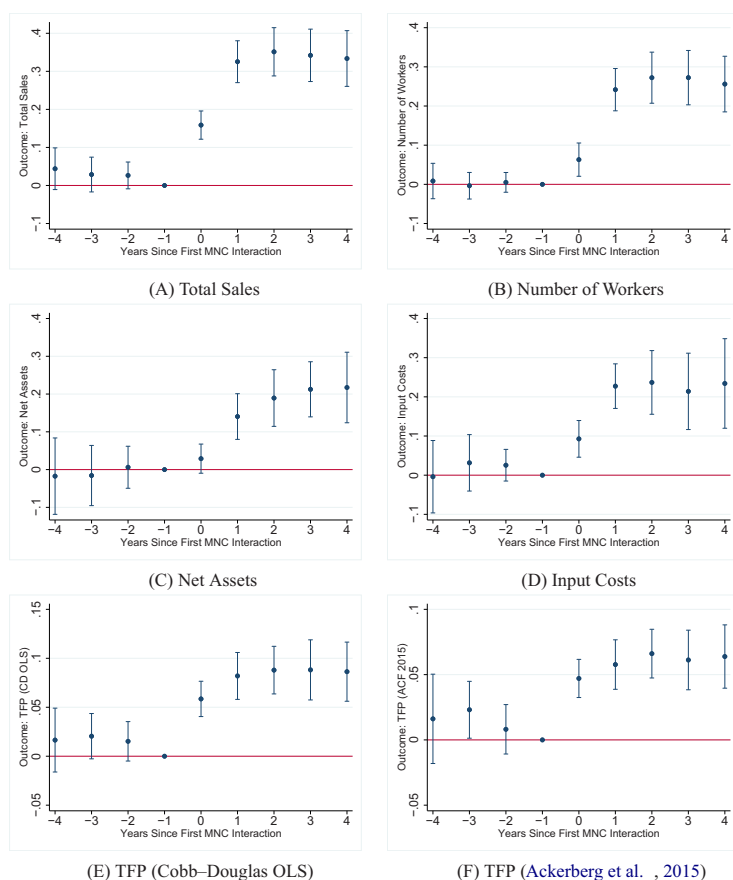 Outcome: Total Sales
.4
.3
.2
.1
0
-.1
-4 -3 -2 -1 0 1 2 3 4
Years Since First MNC Interaction
(A) Total Sales
Outcome: Number of Workers
.4
.3
.2
.1
0
-.1
-4 -3 -2 -1 0 1 2 3 4
Years Since First MNC Interaction
(B) Number of Workers
Outcome: Net Assets
.4
.3
.2
.1
0
-.1
-4 -3 -2 -1 0 1 2 3 4
Years Since First MNC Interaction
(C) Net Assets
Outcome: Input Costs
.4
.3
.2
.1
0
-.1
-4 -3 -2 -1 0 1 2 3 4
Years Since First MNC Interaction
(D) Input Costs
Outcome: TFP (CD OLS)
.15
.1
.05
0
-.05
-4 -3 -2 -1 0 1 2 3 4
Years Since First MNC Interaction
(E) TFP (Cobb–Douglas OLS)
Outcome: TFP (ACF 2015)
.1
.05
0
-.05
-4 -3 -2 -1 0 1 2 3 4
Years Since First MNC Interaction
(F) TFP (Ackerberg et al. , 2015)